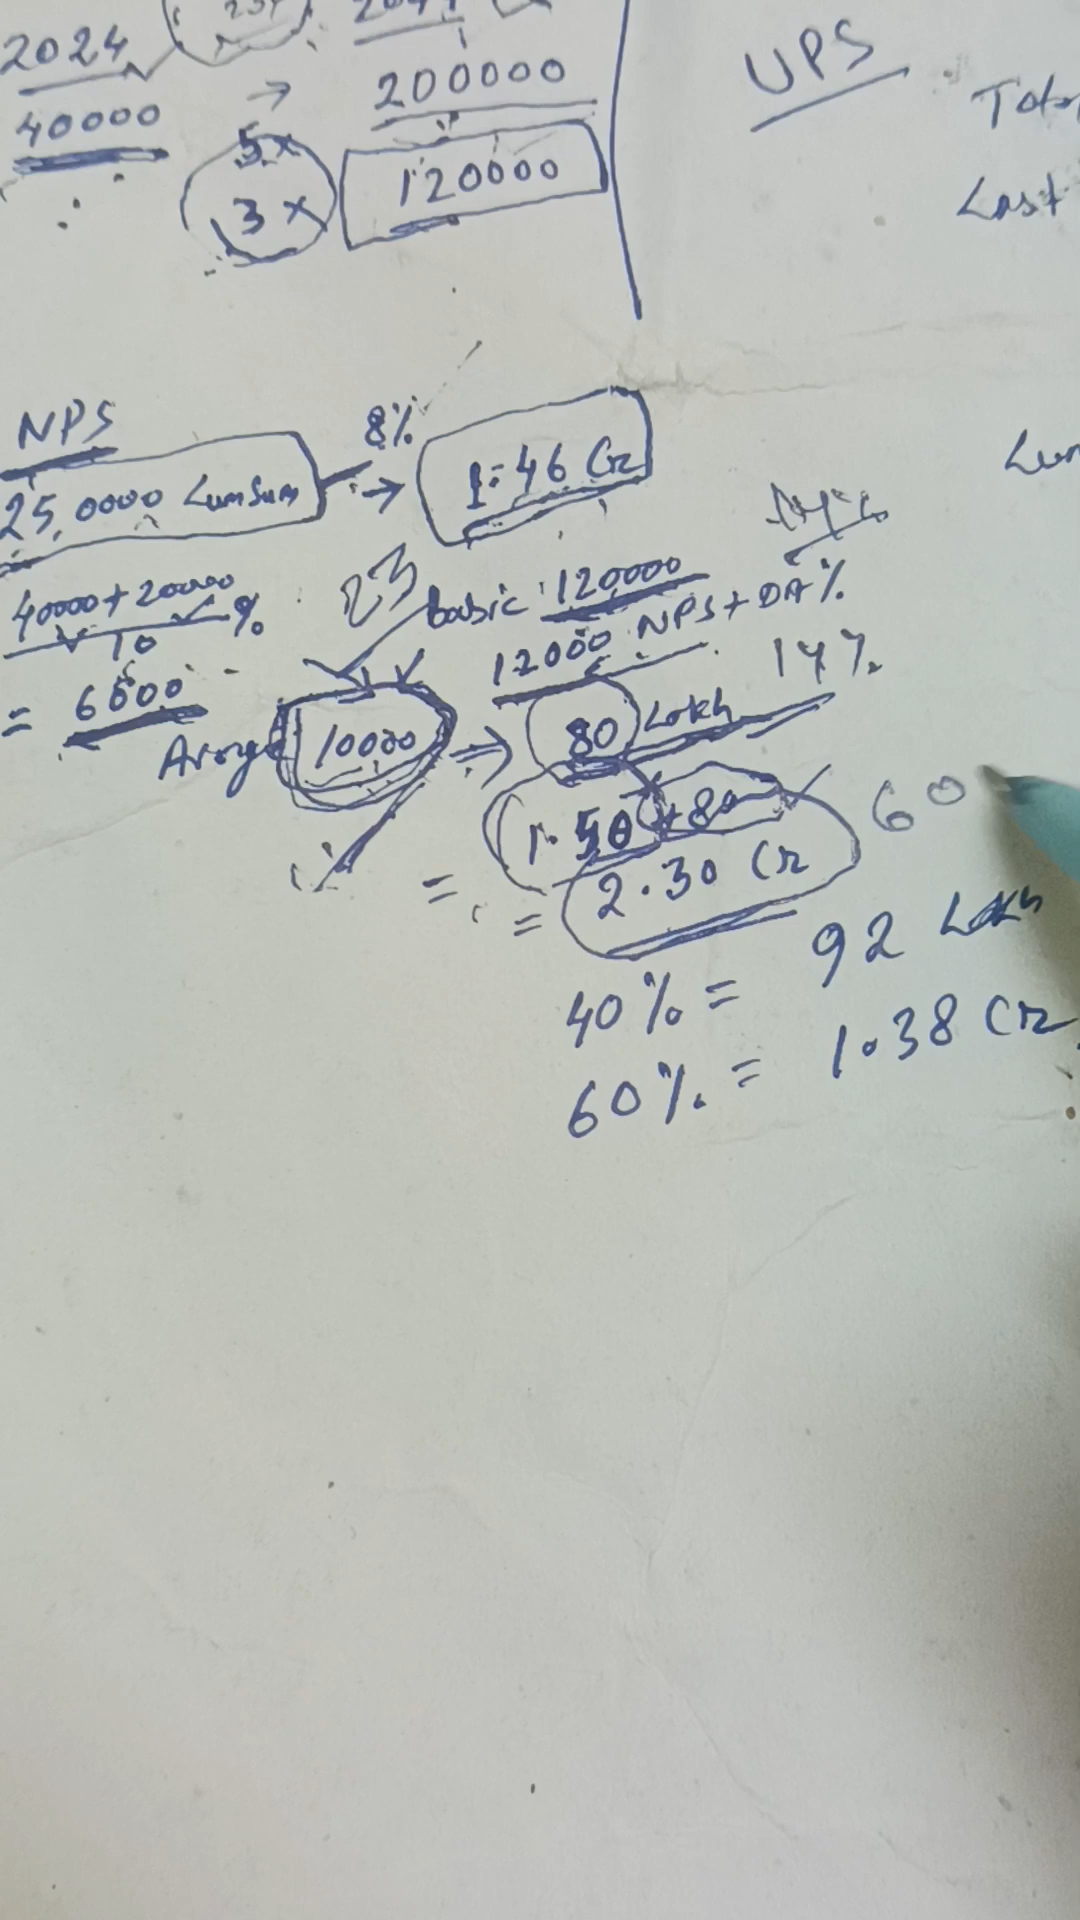 2024
40000 → 200000
5x
3x 120000
UPS
Last
NPS
25,0000 LumSum 8% → 1.46 Cr
40000+20000 %
10
= 6000
23
basic 120000
12000 NPS + DA%
14%
10000 ⇒ 80 Lakh
1.50 + 80
= = 2.30 Cr
60
40% = 92 Lakh
60% = 1.38 Cr